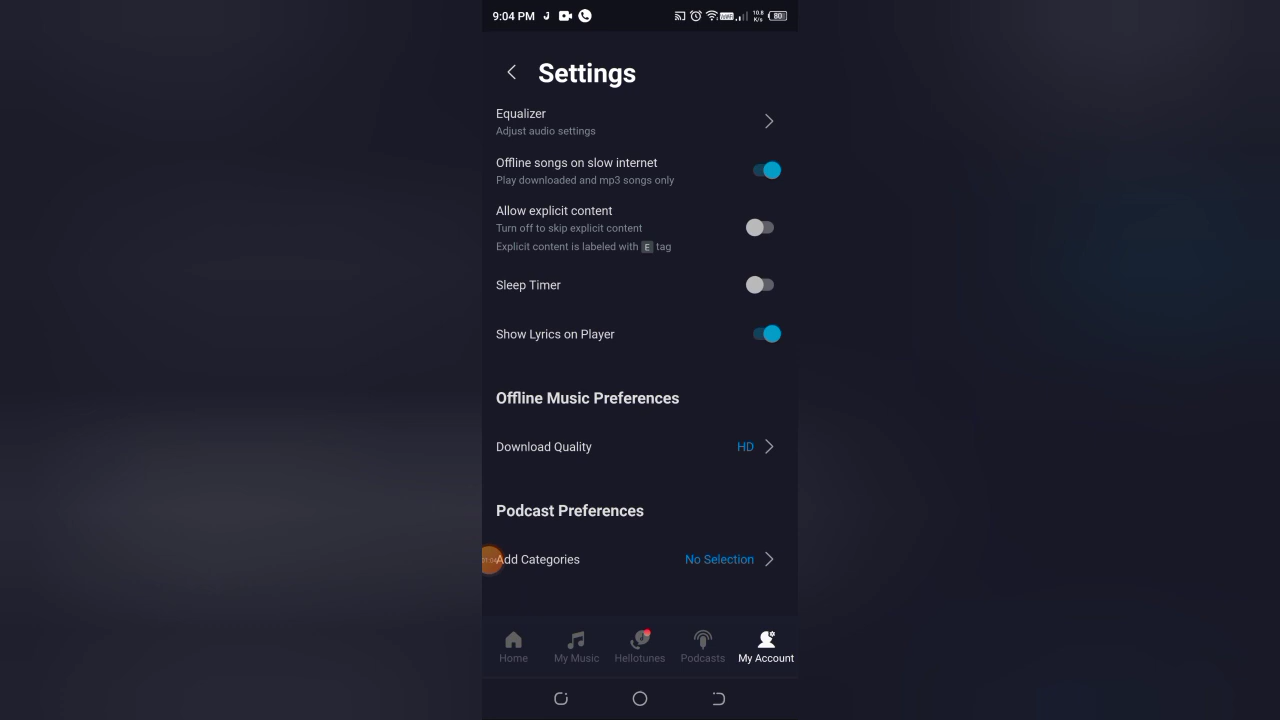 9:04 PM
10.8
K/s
80
Settings
Equalizer
Adjust audio settings
Offline songs on slow internet
Play downloaded and mp3 songs only
Allow explicit content
Turn off to skip explicit content
Explicit content is labeled with E tag
Sleep Timer
Show Lyrics on Player
Offline Music Preferences
Download Quality HD
Podcast Preferences
Add Categories No Selection
Home My Music Hellotunes Podcasts My Account